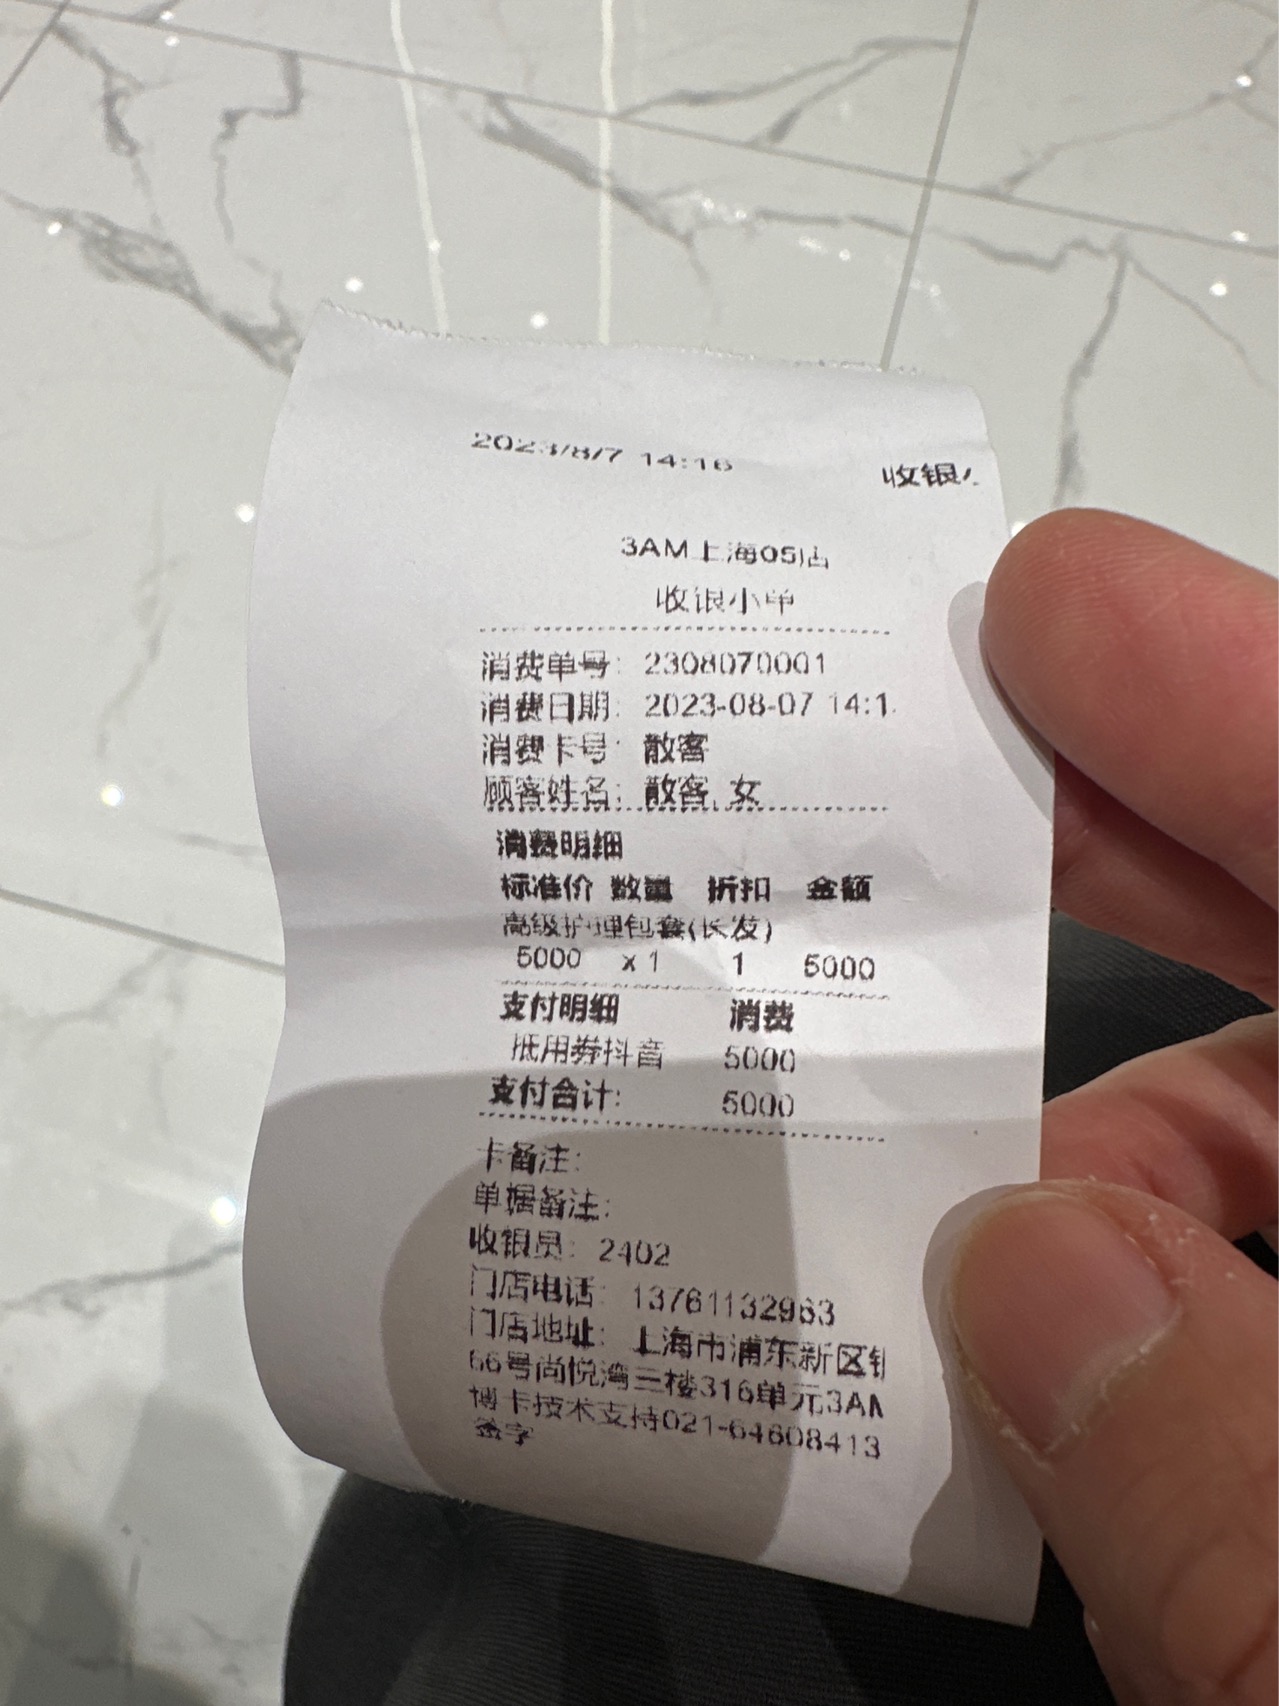 2023/8/7 14:16
收银
3AM上海05店
收银小单
消费单号: 2308070001
消费日期: 2023-08-07 14:1
消费卡号: 散客
顾客姓名: 散客, 女
消费明细
标准价 数量 折扣 金额
高级护理包套(长发)
5000 x1 1 5000
支付明细 消费
抵用券抖音 5000
支付合计: 5000
卡备注:
单据备注:
收银员: 2402
门店电话: 13761132963
门店地址: 上海市浦东新区
66号尚悦湾三楼316单元3AM
博卡技术支持021-64608413
签字